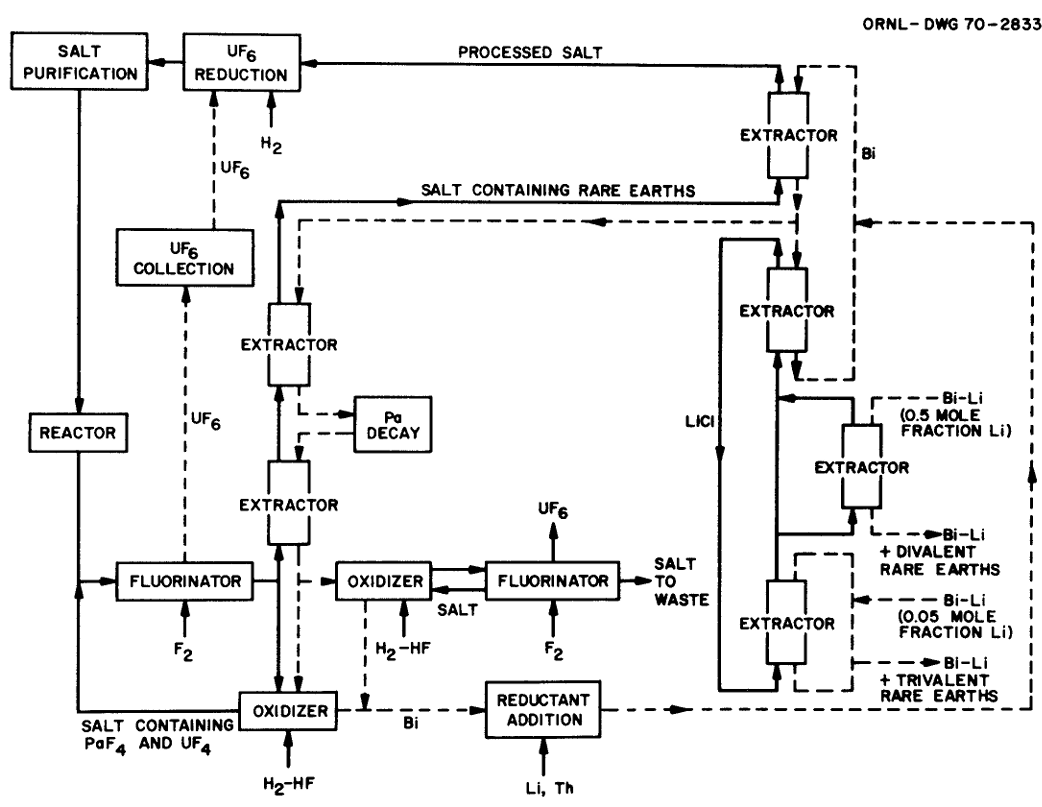 ORNL-DWG 70-2833
SALT
PURIFICATION
UF6
REDUCTION
PROCESSED SALT
H2
EXTRACTOR
Bi
UF6
SALT CONTAINING RARE EARTHS
UF6
COLLECTION
EXTRACTOR
EXTRACTOR
UF6
REACTOR
Pa
DECAY
LiCl
Bi-Li
(0.5 MOLE
FRACTION Li)
EXTRACTOR
EXTRACTOR
UF6
Bi-Li
+ DIVALENT
RARE EARTHS
FLUORINATOR
OXIDIZER
SALT
FLUORINATOR
SALT
TO
WASTE
F2
H2-HF
F2
EXTRACTOR
Bi-Li
(0.05 MOLE
FRACTION Li)
Bi-Li
+ TRIVALENT
RARE EARTHS
OXIDIZER
Bi
REDUCTANT
ADDITION
SALT CONTAINING
PaF4 AND UF4
H2-HF
Li, Th